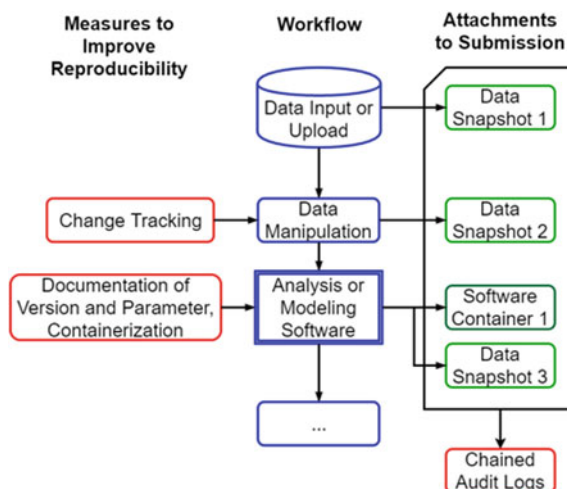 Measures to
Improve
Reproducibility
Workflow
Attachments
to Submission
Data Input or
Upload
Data
Snapshot 1
Change Tracking
Data
Manipulation
Data
Snapshot 2
Documentation of
Version and Parameter,
Containerization
Analysis or
Modeling
Software
Software
Container 1
Data
Snapshot 3
...
Chained
Audit Logs